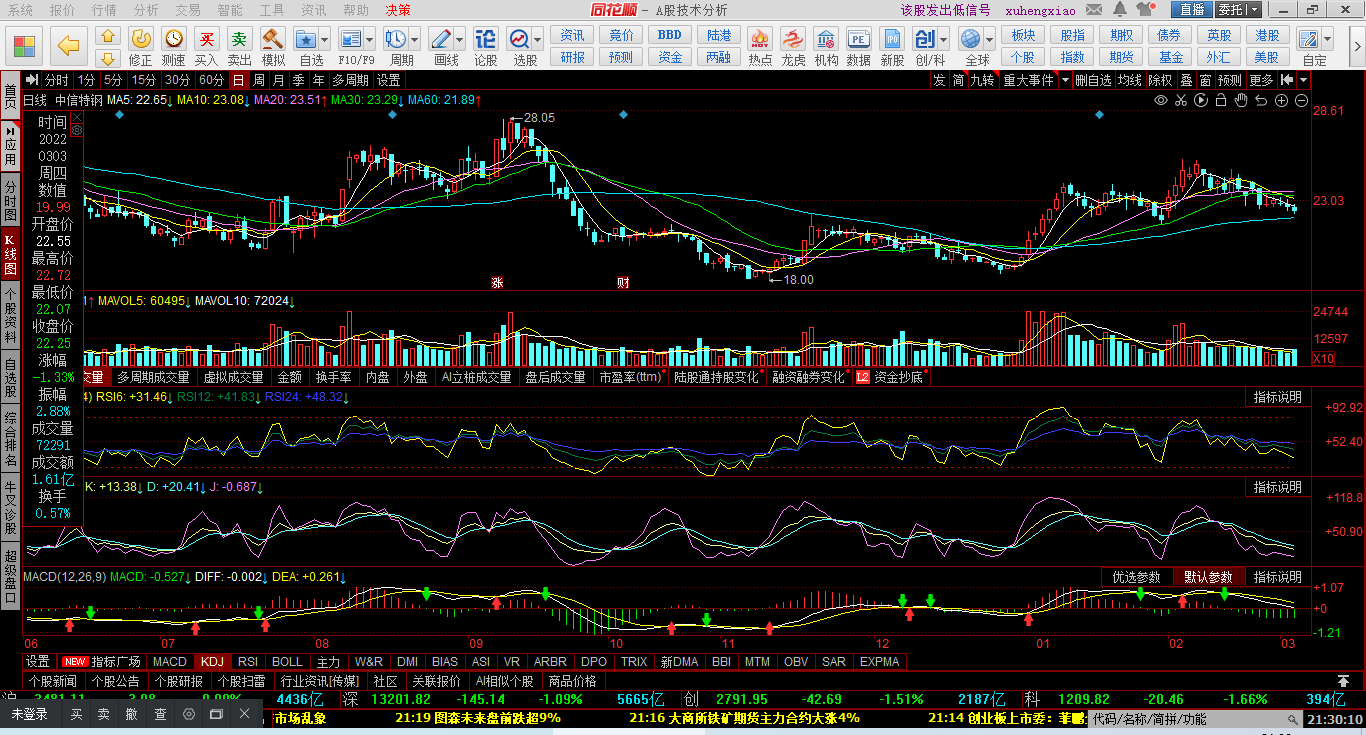 系统 报价 行情 分析 交易 智能 工具 资讯 帮助 决策 同花顺 - A股技术分析 该股发出低信号 xuhengxiao 直播 委托
修正 测速 买入 卖出 模拟 自选 F10/F9 周期 画线 论股 选股 热点 龙虎 机构 数据 新股 创/科 全球 自定
买 卖 论 PE IPO 创
资讯 竞价 BBD 陆港 板块 股指 期权 债券 英股 港股
研报 预测 资金 两融 个股 指数 期货 基金 外汇 美股
HOT
分时 1分 5分 15分 30分 60分 日 周 月 季 年 多周期 设置 发 简 九转 重大事件 删自选 均线 除权 叠 窗 预测 更多
首页
应用
分时图
K线图
个股资料
自选股
综合排名
牛叉诊股
超级盘口
日线 中信特钢 MA5: 22.65↓ MA10: 23.08↓ MA20: 23.51↑ MA30: 23.29↓ MA60: 21.89↑
时间
2022
0303
周四
数值
19.99
开盘价
22.55
最高价
22.72
最低价
22.07
收盘价
22.25
涨幅
-1.33%
振幅
2.88%
成交量
72291
成交额
1.61亿
换手
0.57%
28.05
28.61
23.03
18.00
涨 财
MAVOL5: 60495↓ MAVOL10: 72024↓
24744
12597
X10
交量 多周期成交量 虚拟成交量 金额 换手率 内盘 外盘 AI立桩成交量 盘后成交量 市盈率(ttm) 陆股通持股变化 融资融券变化 L2 资金抄底
4) RSI6: +31.46↓ RSI12: +41.83↓ RSI24: +48.32↓ 指标说明
+92.92
+52.40
K: +13.38↓ D: +20.41↓ J: -0.687↓ 指标说明
+118.8
+50.90
MACD(12,26,9) MACD: -0.527↓ DIFF: -0.002↓ DEA: +0.261↓ 优选参数 默认参数 指标说明
+1.07
+0
-1.21
06 07 08 09 10 11 12 01 02 03
设置 NEW 指标广场 MACD KDJ RSI BOLL 主力 W&R DMI BIAS ASI VR ARBR DPO TRIX 新DMA BBI MTM OBV SAR EXPMA
个股新闻 个股公告 个股研报 个股扫雷 行业资讯[传媒] 社区 关联报价 AI相似个股 商品价格
沪 3481.11 4436亿 深 13201.82 -145.14 -1.09% 5665亿 创 2791.95 -42.69 -1.51% 2187亿 科 1209.82 -20.46 -1.66% 394亿
未登录 买 卖 撤 查 市场乱象 21:19 图森未来盘前跌超9% 21:16 大商所铁矿期货主力合约大涨4% 21:14 创业板上市委: 代码/名称/简拼/功能 21:30:10